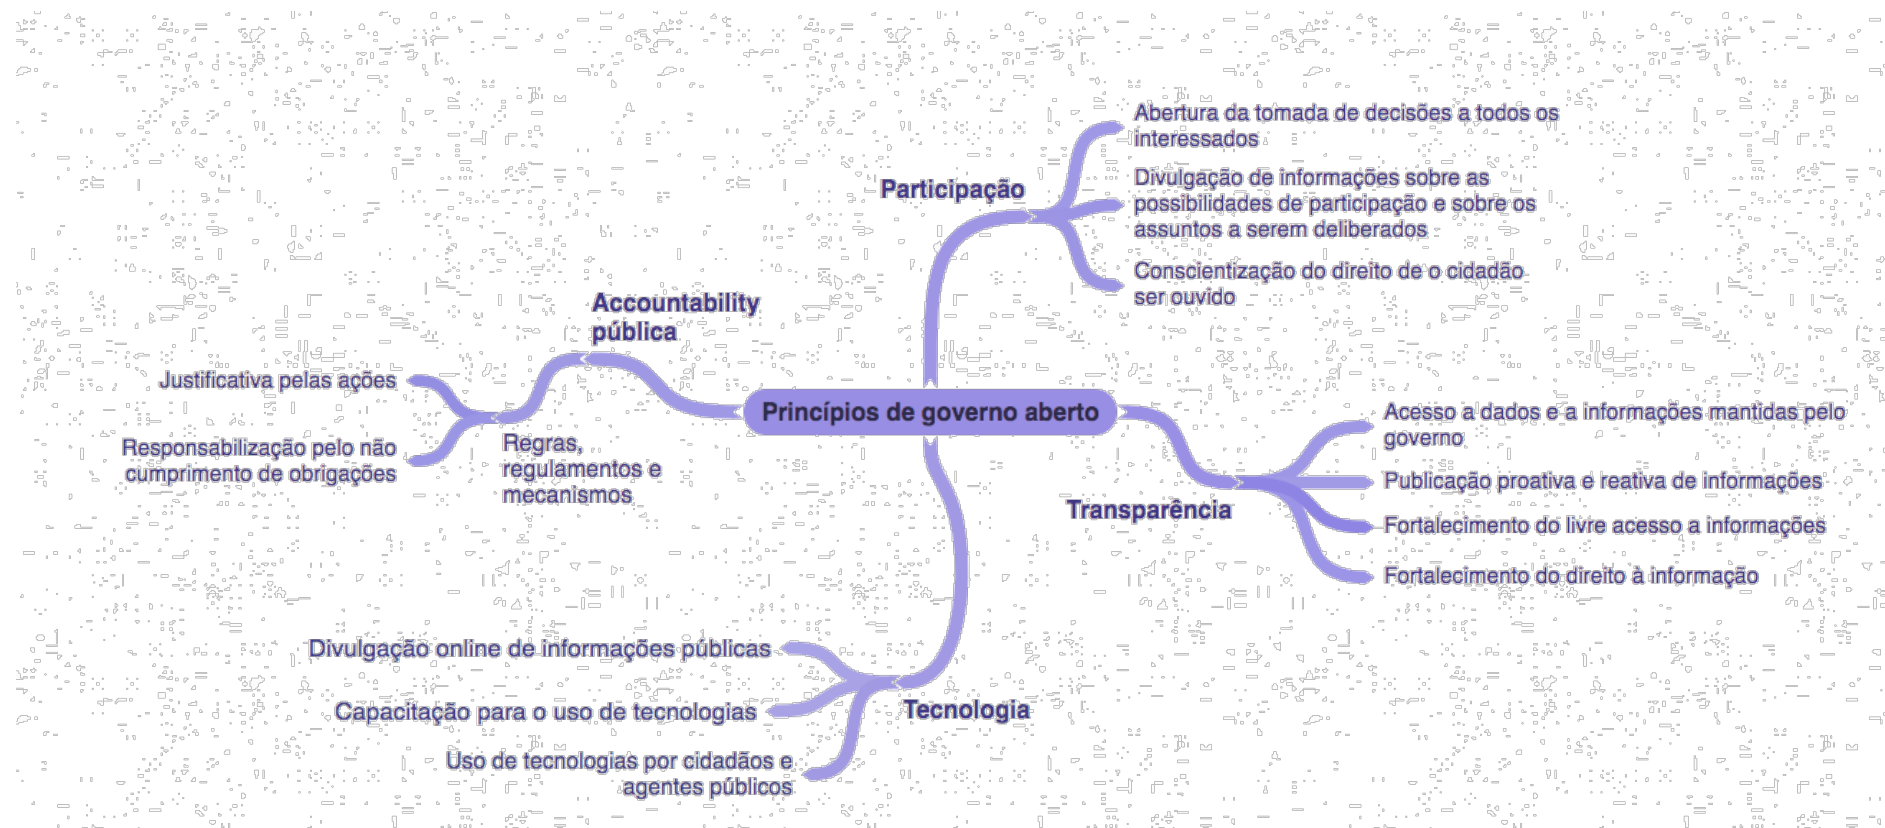 Abertura da tomada de decisões a todos os
interessados
Participação
Divulgação de informações sobre as
possibilidades de participação e sobre os
assuntos a serem deliberados
Conscientização do direito de o cidadão
ser ouvido
Accountability
pública
Justificativa pelas ações
Responsabilização pelo não
cumprimento de obrigações
Regras,
regulamentos e
mecanismos
Princípios de governo aberto
Acesso a dados e a informações mantidas pelo
governo
Publicação proativa e reativa de informações
Transparência
Fortalecimento do livre acesso a informações
Fortalecimento do direito à informação
Divulgação online de informações públicas
Capacitação para o uso de tecnologias
Tecnologia
Uso de tecnologias por cidadãos e
agentes públicos